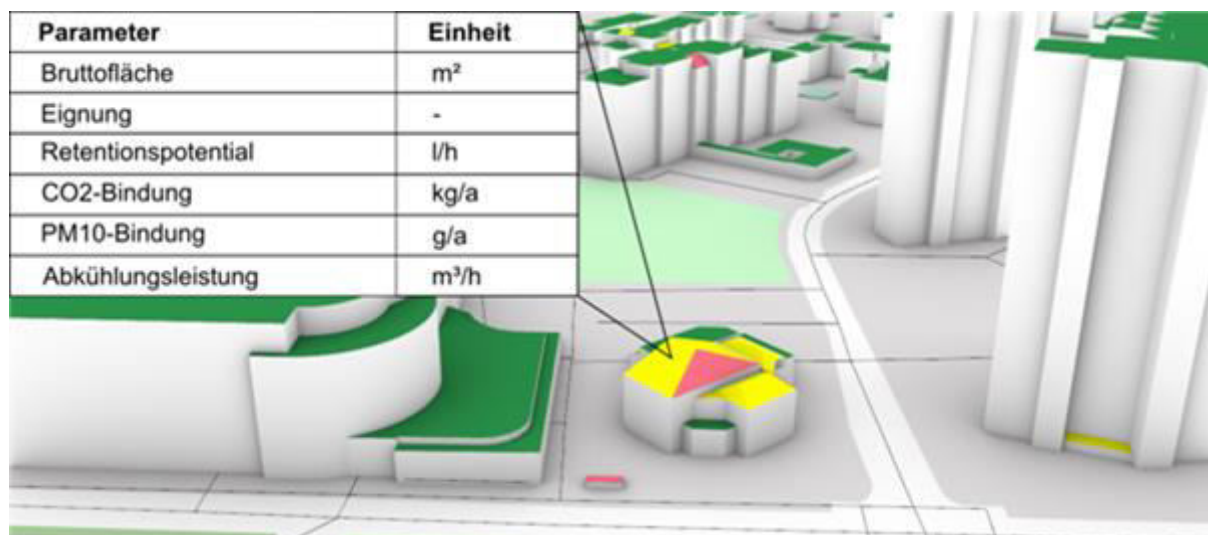 Parameter Einheit
Bruttofläche m²
Eignung -
Retentionspotential l/h
CO2-Bindung kg/a
PM10-Bindung g/a
Abkühlungsleistung m³/h